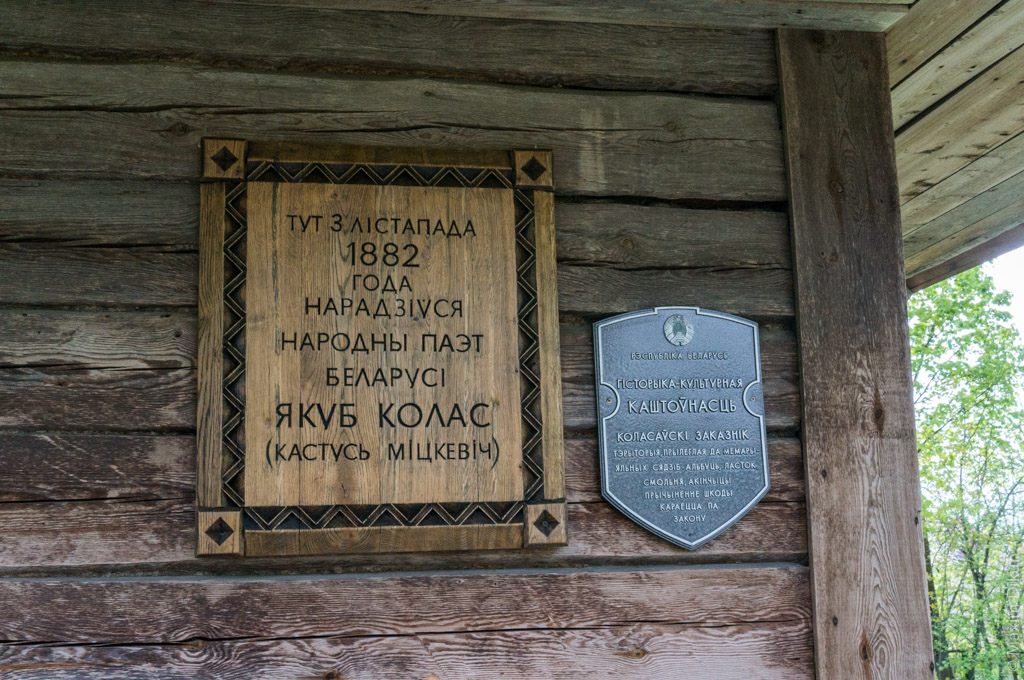 ТУТ 3 ЛІСТАПАДА
1882
ГОДА
НАРАДЗІЎСЯ
НАРОДНЫ ПАЭТ
БЕЛАРУСІ
ЯКУБ КОЛАС
(КАСТУСЬ МІЦКЕВІЧ)
РЭСПУБЛІКА БЕЛАРУСЬ
ГІСТОРЫКА-КУЛЬТУРНАЯ
КАШТОЎНАСЦЬ
КОЛАСАЎСКІ ЗАКАЗНІК
ТЭРЫТОРЫЯ, ПРЫЛЕГЛАЯ ДА МЕМАРЫ-
ЯЛЬНЫХ СЯДЗІБ АЛЬБУЦЬ, ЛАСТОК,
СМОЛЬНЯ, АКІНЧЫЦЫ
ПРЫЧЫНЕННЕ ШКОДЫ
КАРАЕЦЦА ПА
ЗАКОНУ